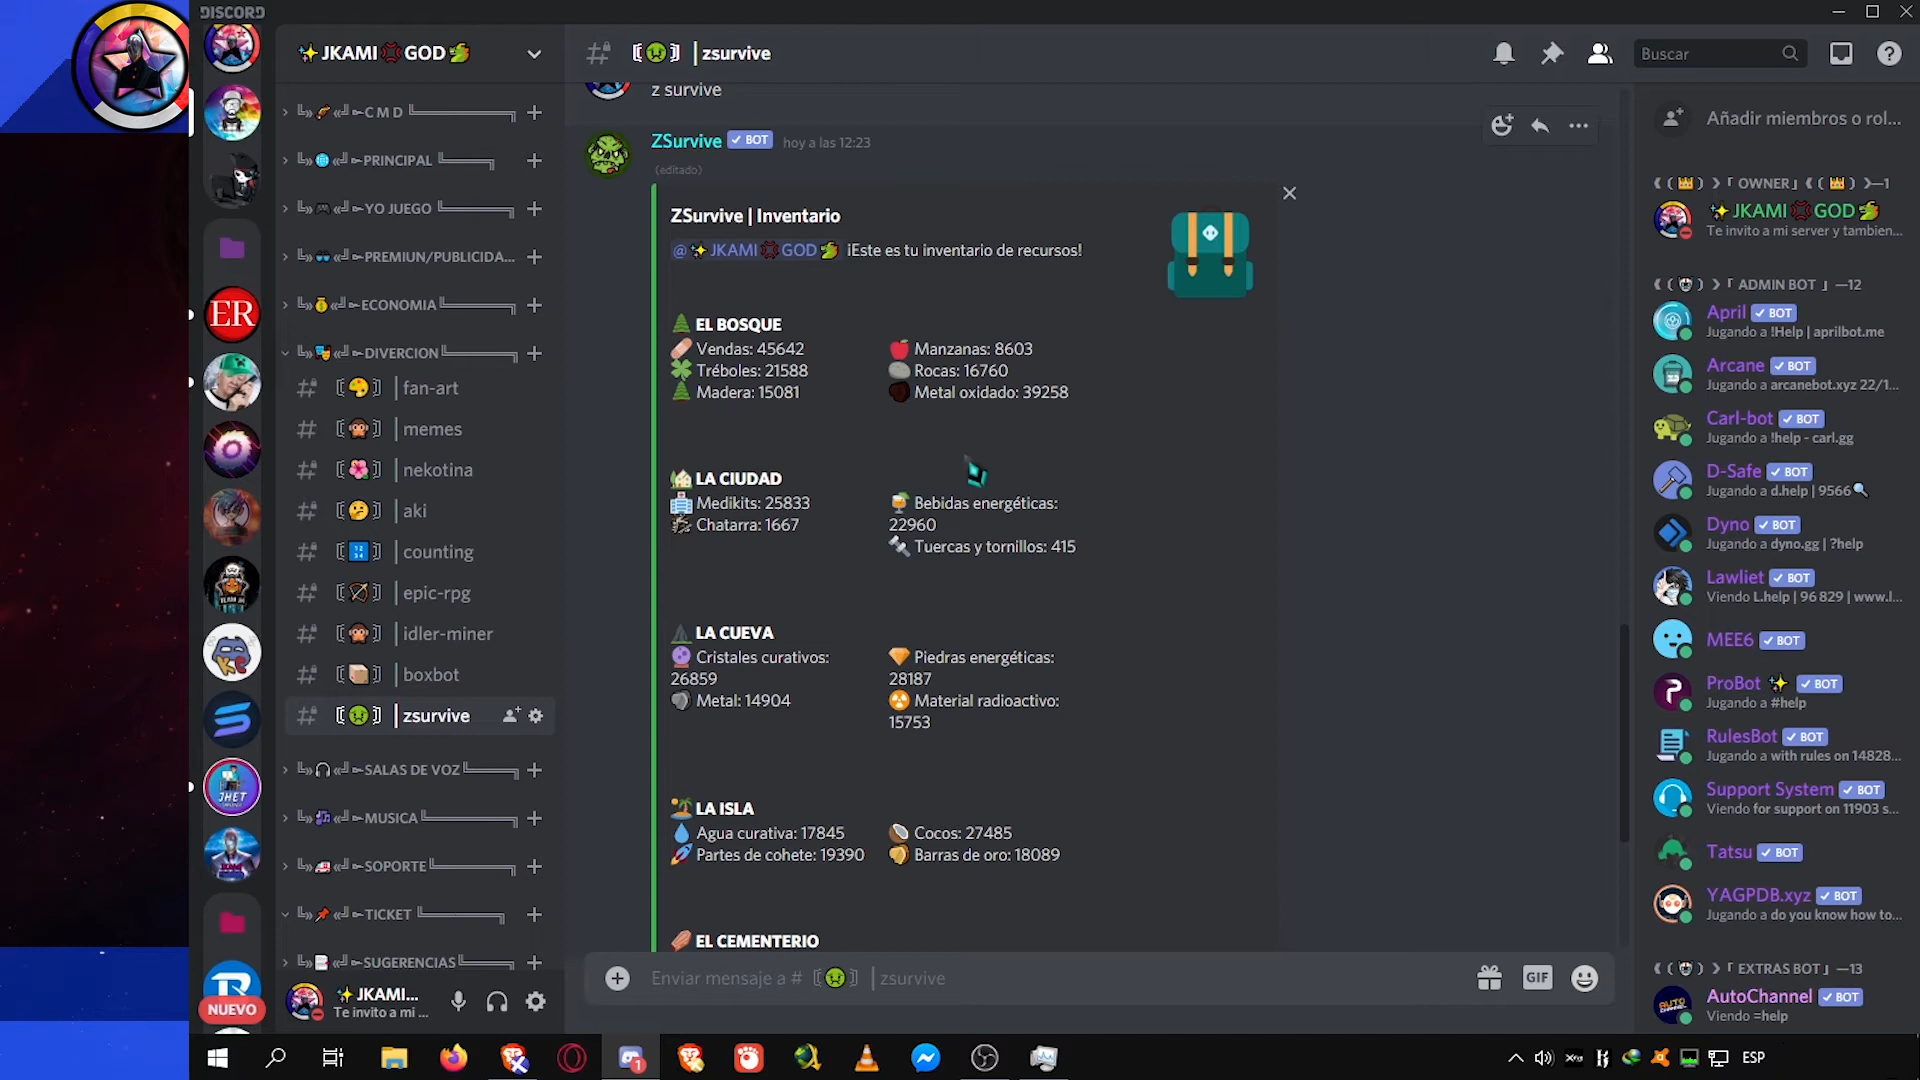 DISCORD
JKAMI GOD
C M D
PRINCIPAL
YO JUEGO
PREMIUN/PUBLICIDA...
ECONOMIA
DIVERCION
fan-art
memes
nekotina
aki
counting
epic-rpg
idler-miner
boxbot
zsurvive
SALAS DE VOZ
MUSICA
SOPORTE
TICKET
SUGERENCIAS
JKAMI...
Te invito a mi ...
ER
JHET
NUEVO
zsurvive
Buscar
z survive
ZSurvive BOT hoy a las 12:23
(editado)
ZSurvive | Inventario
@JKAMI GOD ¡Este es tu inventario de recursos!
EL BOSQUE
Vendas: 45642
Tréboles: 21588
Madera: 15081
Manzanas: 8603
Rocas: 16760
Metal oxidado: 39258
LA CIUDAD
Medikits: 25833
Chatarra: 1667
Bebidas energéticas:
22960
Tuercas y tornillos: 415
LA CUEVA
Cristales curativos:
26859
Metal: 14904
Piedras energéticas:
28187
Material radioactivo:
15753
LA ISLA
Agua curativa: 17845
Partes de cohete: 19390
Cocos: 27485
Barras de oro: 18089
EL CEMENTERIO
Enviar mensaje a # zsurvive
GIF
Añadir miembros o rol...
「 OWNER」 —1
JKAMI GOD
Te invito a mi server y tambien...
「 ADMIN BOT 」 —12
April BOT
Jugando a !Help | aprilbot.me
Arcane BOT
Jugando a arcanebot.xyz 22/1...
Carl-bot BOT
Jugando a !help - carl.gg
D-Safe BOT
Jugando a d.help | 9566
Dyno BOT
Jugando a dyno.gg | ?help
Lawliet BOT
Viendo L.help | 96 829 | www.l...
MEE6 BOT
ProBot BOT
Jugando a #help
RulesBot BOT
Jugando a with rules on 14828...
Support System BOT
Viendo for support on 11903 s...
Tatsu BOT
YAGPDB.xyz BOT
Jugando a do you know how to...
「 EXTRAS BOT 」 —13
AutoChannel BOT
Viendo =help
1
ESP